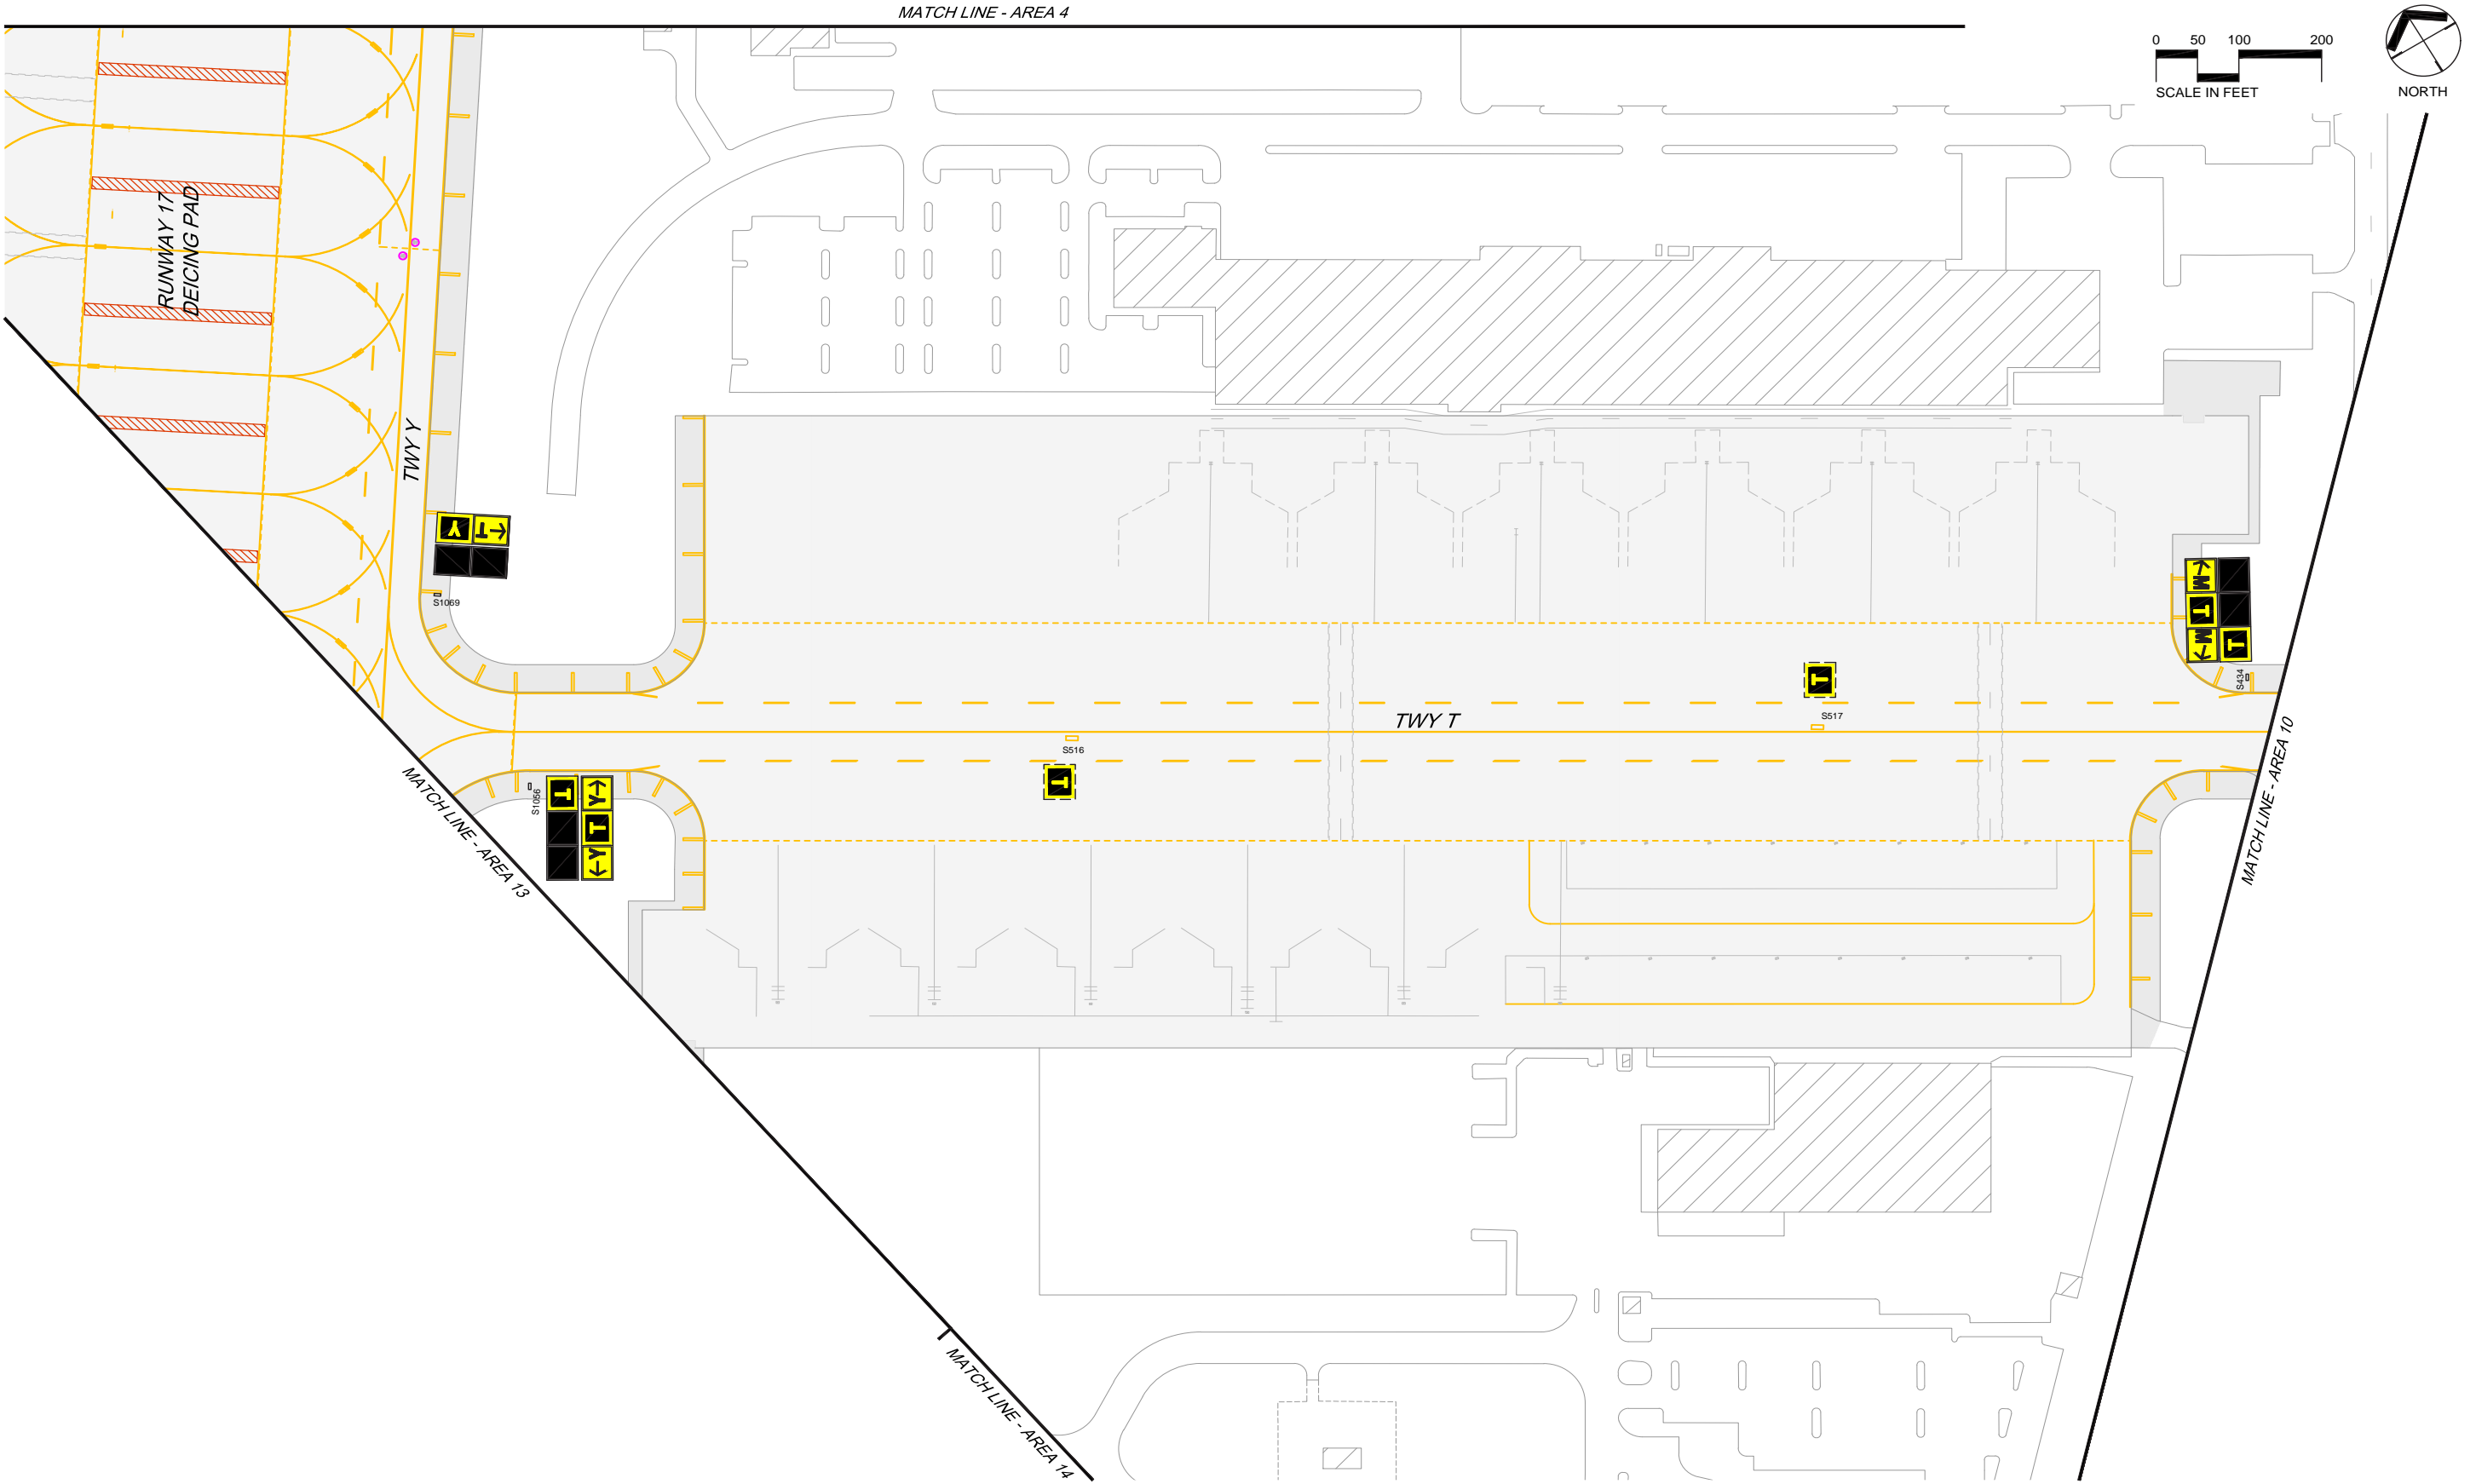 MATCH LINE - AREA 4
0 50 100 200
SCALE IN FEET
NORTH
RUNWAY 17
DEICING PAD
TWY Y
Y T→
S1069
←M T M→
T
S434
T
S517
TWY T
S516
T
MATCH LINE - AREA 10
S1056
T
←Y T Y→
MATCH LINE - AREA 13
MATCH LINE - AREA 14